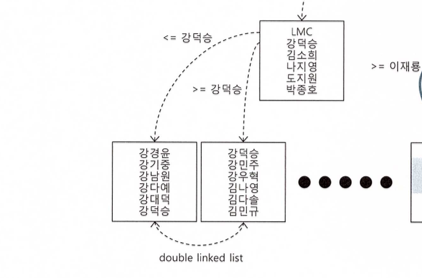 LMC
강덕승
김소희
나지영
도지원
박종호
<= 강덕승
>= 강덕승
>= 이재룡
강경윤
강기중
강남원
강다예
강대덕
강덕승
강덕승
강민주
강우혁
김나영
김다솔
김민규
double linked list